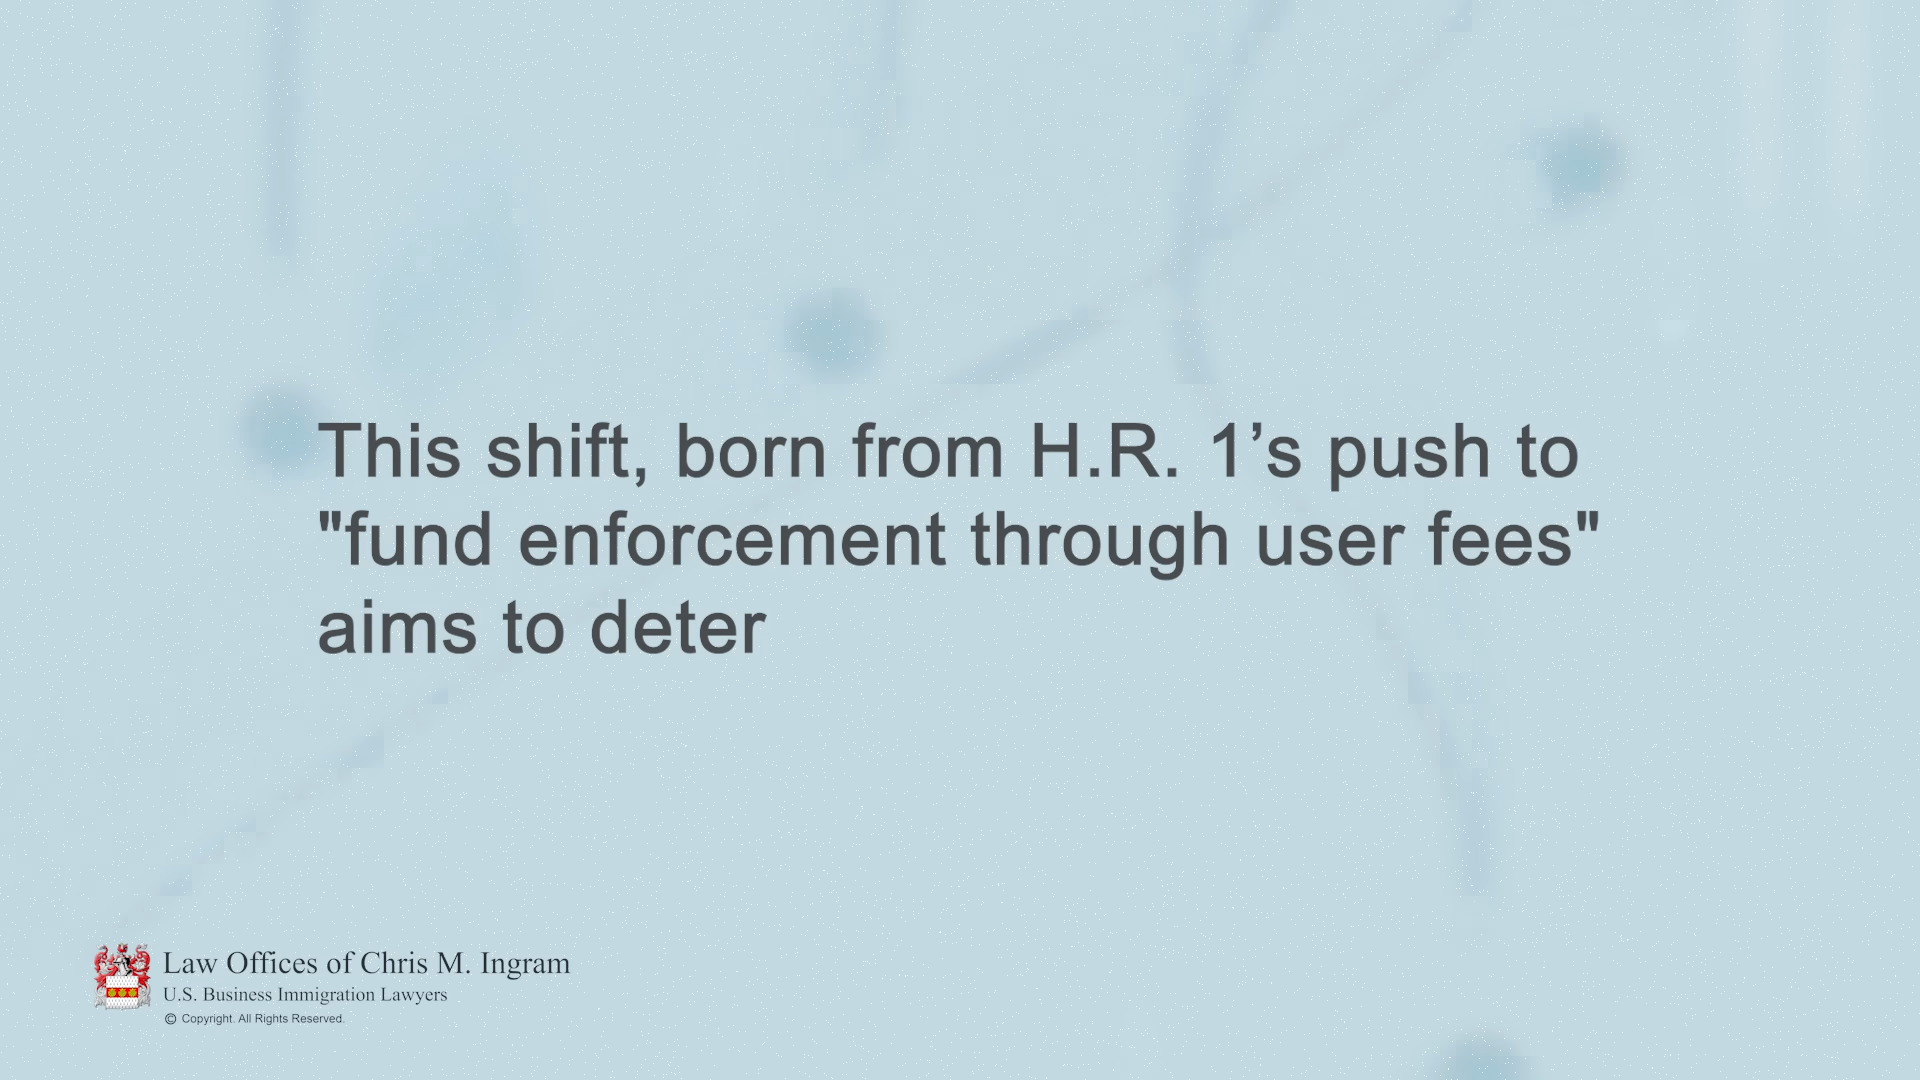 This shift, born from H.R. 1’s push to
"fund enforcement through user fees"
aims to deter
Law Offices of Chris M. Ingram
U.S. Business Immigration Lawyers
© Copyright. All Rights Reserved.